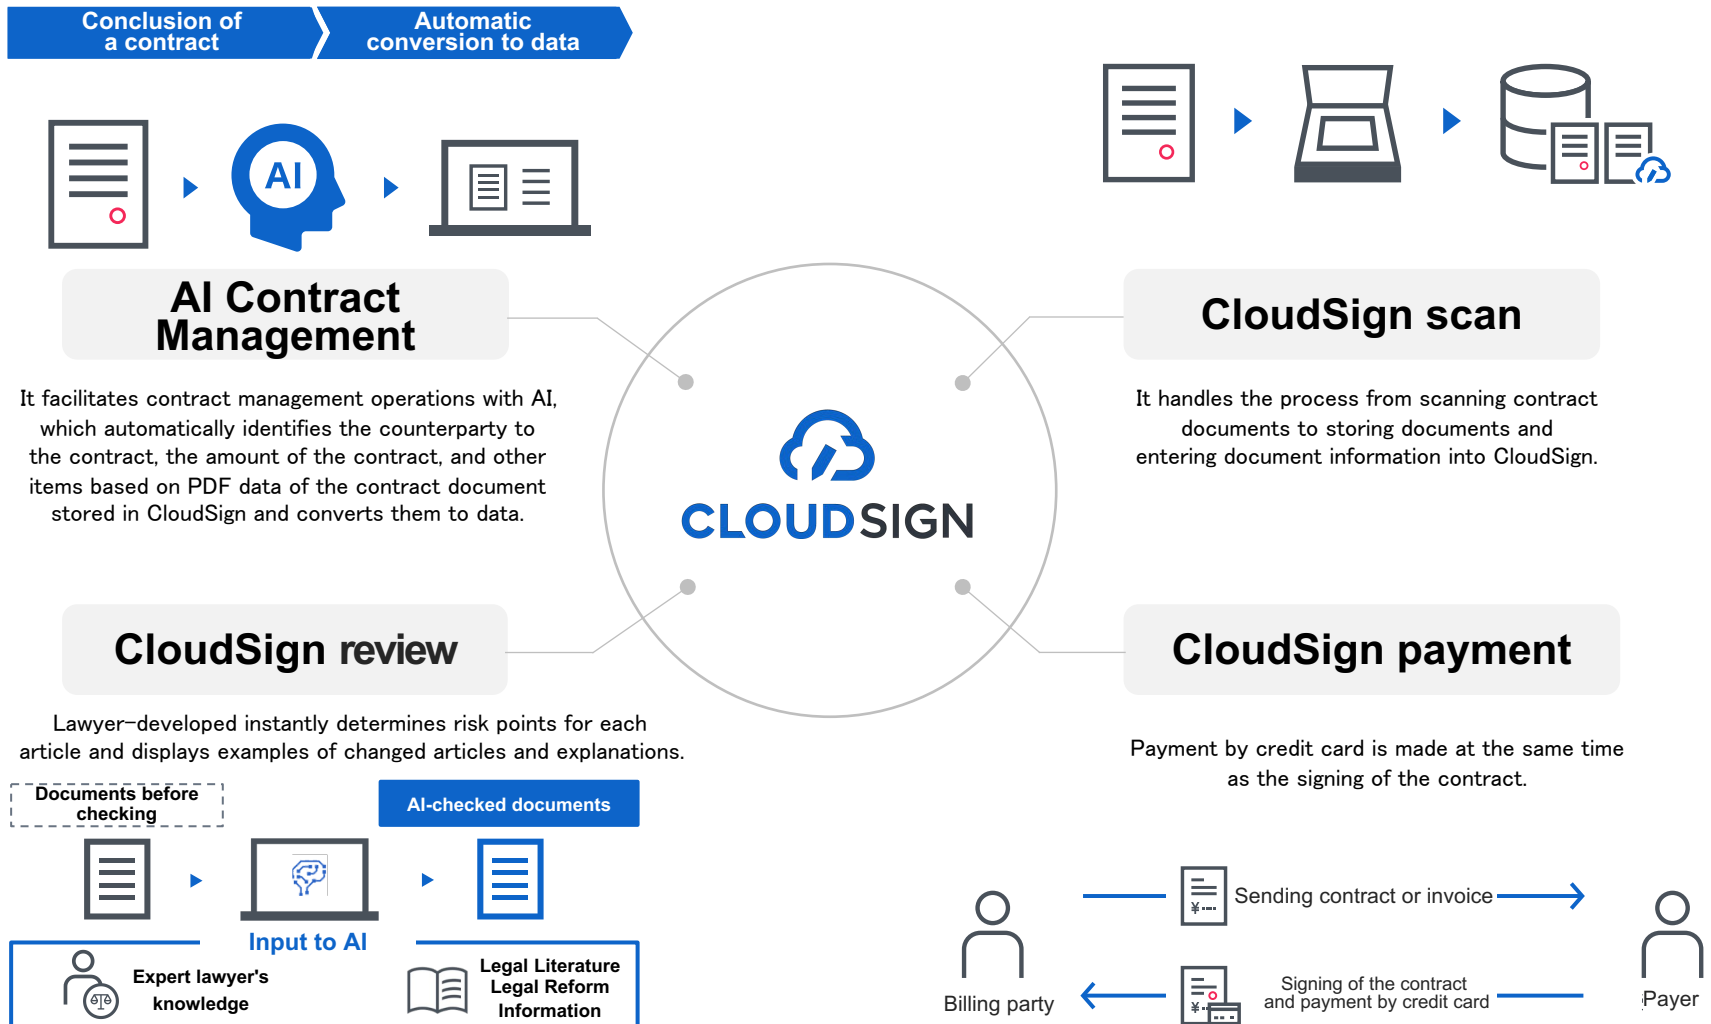 Conclusion of
a contract
Automatic
conversion to data
AI
AI Contract
Management
It facilitates contract management operations with AI,
which automatically identifies the counterparty to
the contract, the amount of the contract, and other
items based on PDF data of the contract document
stored in CloudSign and converts them to data.
CloudSign scan
It handles the process from scanning contract
documents to storing documents and
entering document information into CloudSign.
CLOUDSIGN
CloudSign review
Lawyer-developed instantly determines risk points for each
article and displays examples of changed articles and explanations.
Documents before
checking
AI-checked documents
Input to AI
Expert lawyer's
knowledge
Legal Literature
Legal Reform
Information
CloudSign payment
Payment by credit card is made at the same time
as the signing of the contract.
¥
Sending contract or invoice
Billing party
¥
Signing of the contract
and payment by credit card
Payer